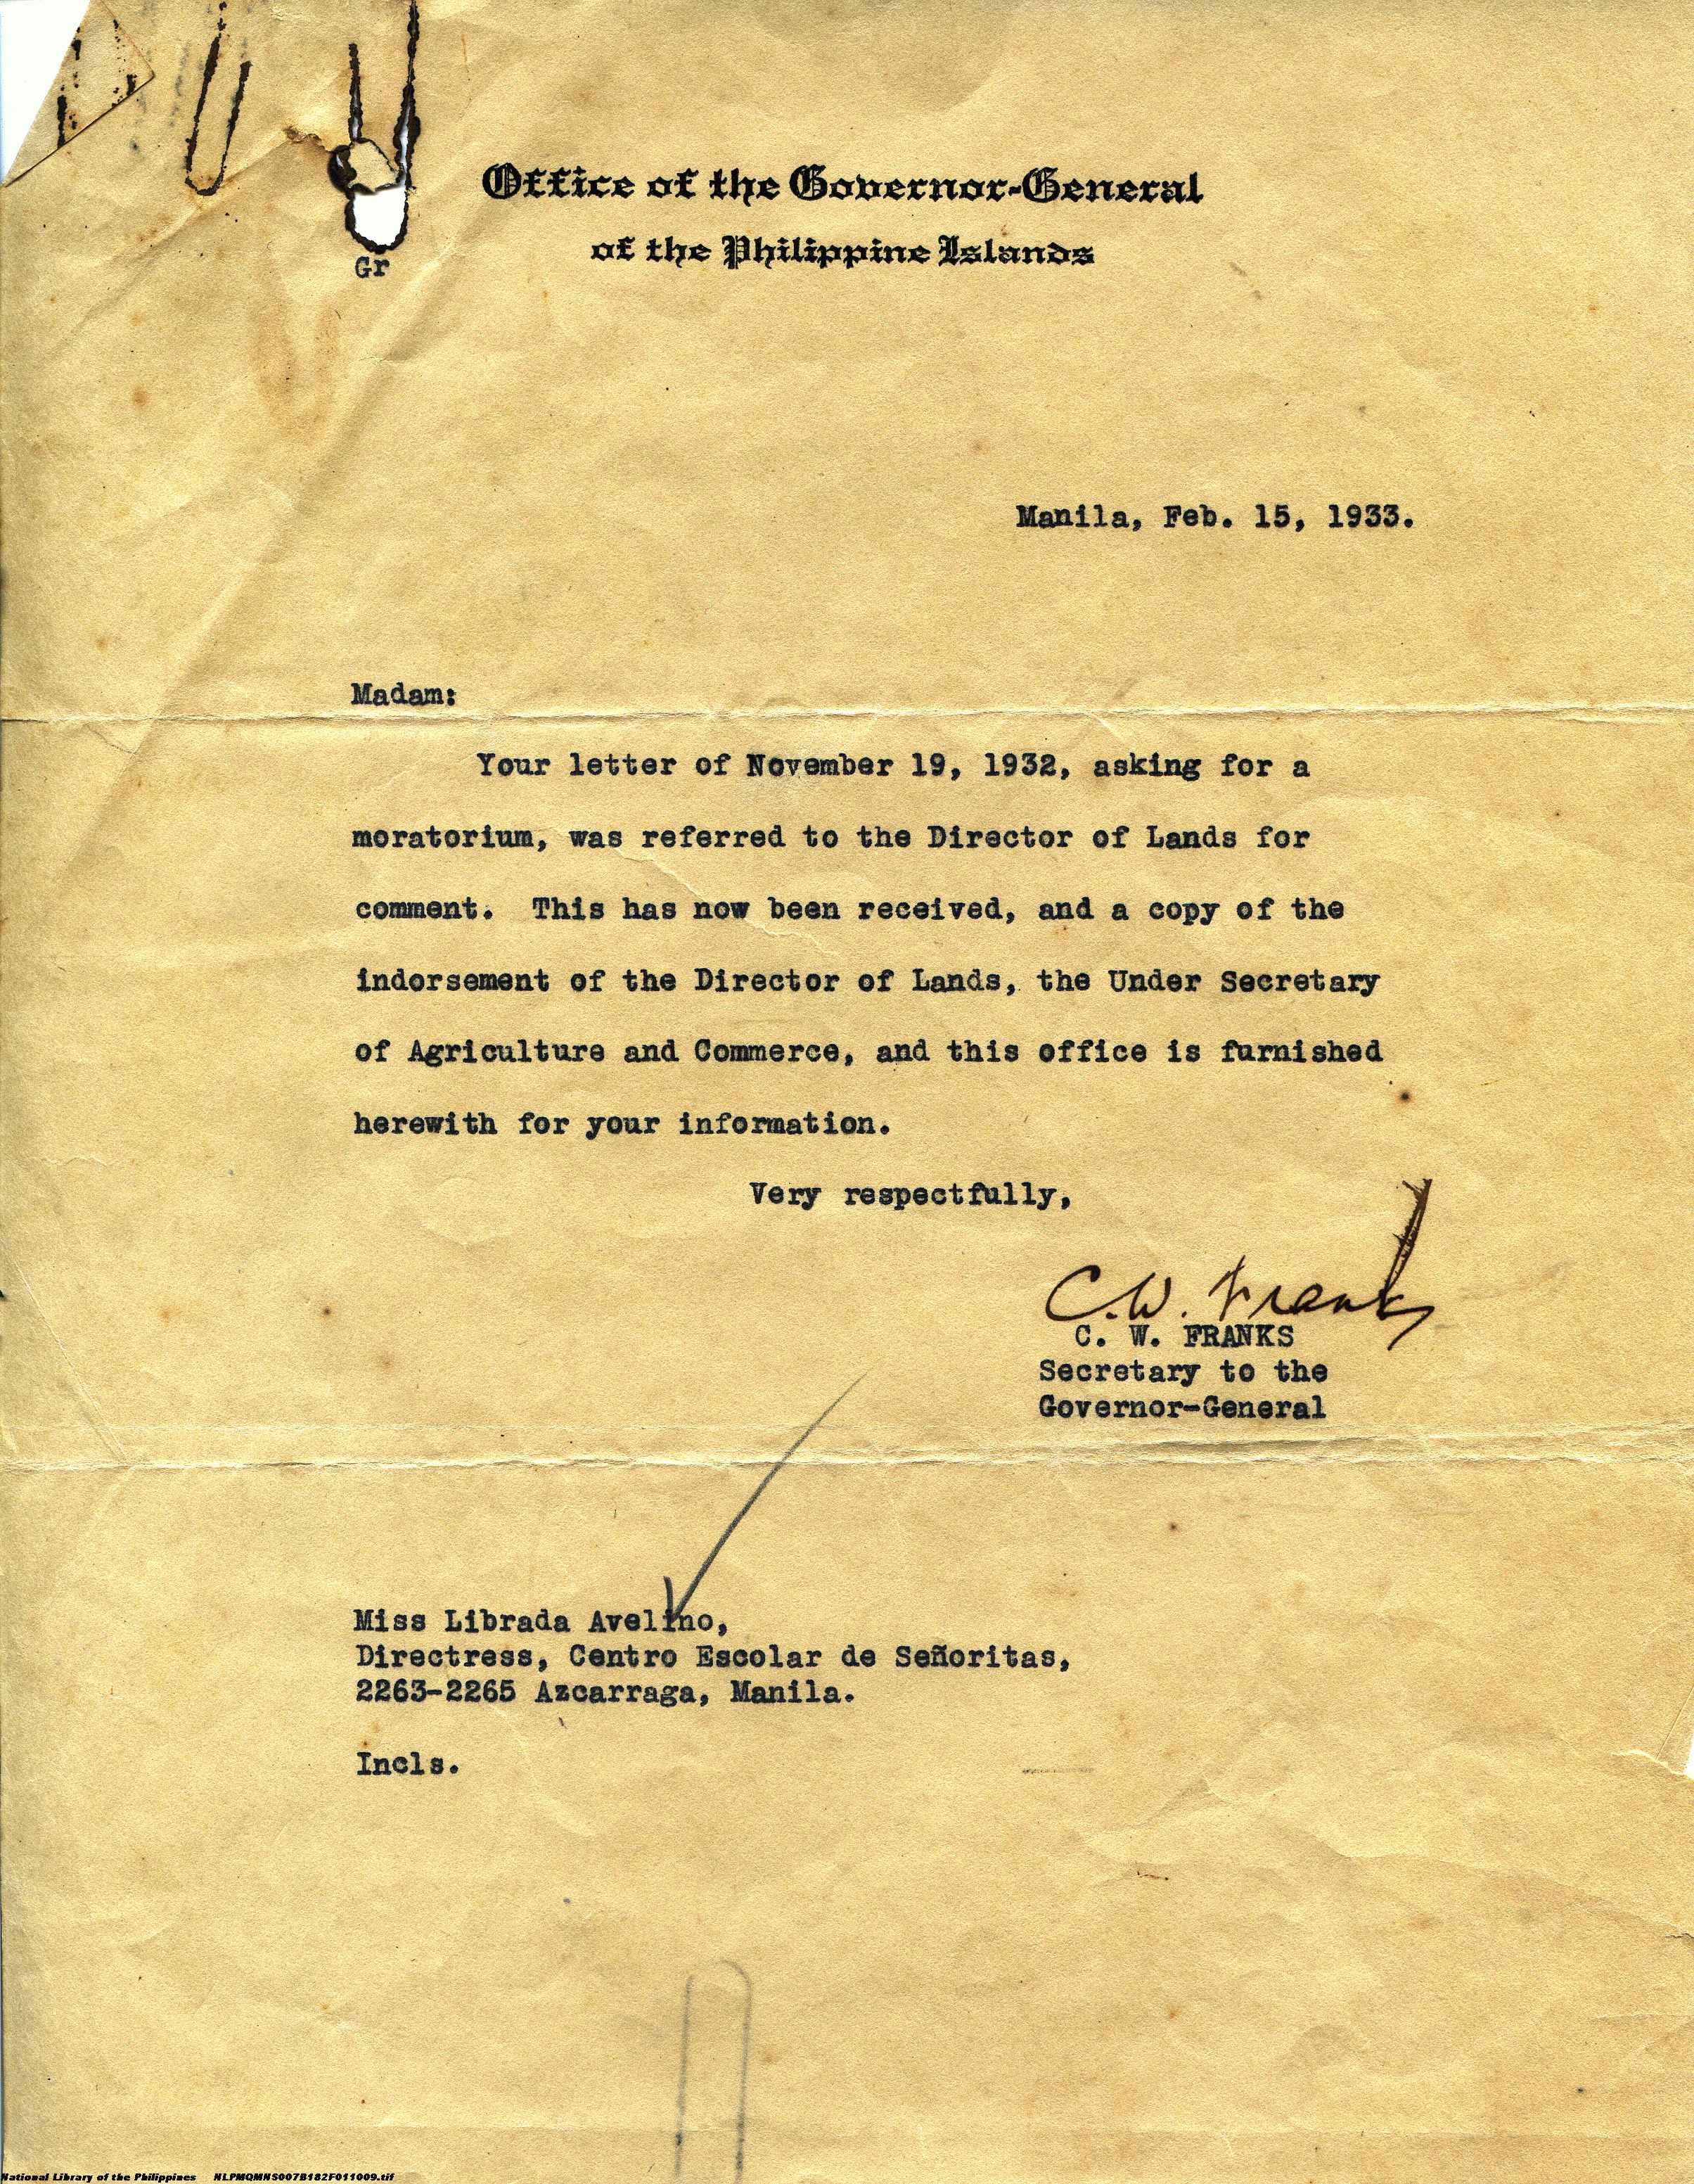 Office of the Governor-General
of the Philippine Islands
Gr
Manila, Feb. 15, 1933.
Madam:
Your letter of November 19, 1932, asking for a
moratorium, was referred to the Director of Lands for
comment. This has now been received, and a copy of the
indorsement of the Director of Lands, the Under Secretary
of Agriculture and Commerce, and this office is furnished
herewith for your information.
Very respectfully,
C.W. Franks
C. W. FRANKS
Secretary to the
Governor-General
Miss Librada Avelino,
Directress, Centro Escolar de Señoritas,
2263-2265 Azcarraga, Manila.
Incls.
National Library of the Philippines NLPMQMNS007B182F011009.tif